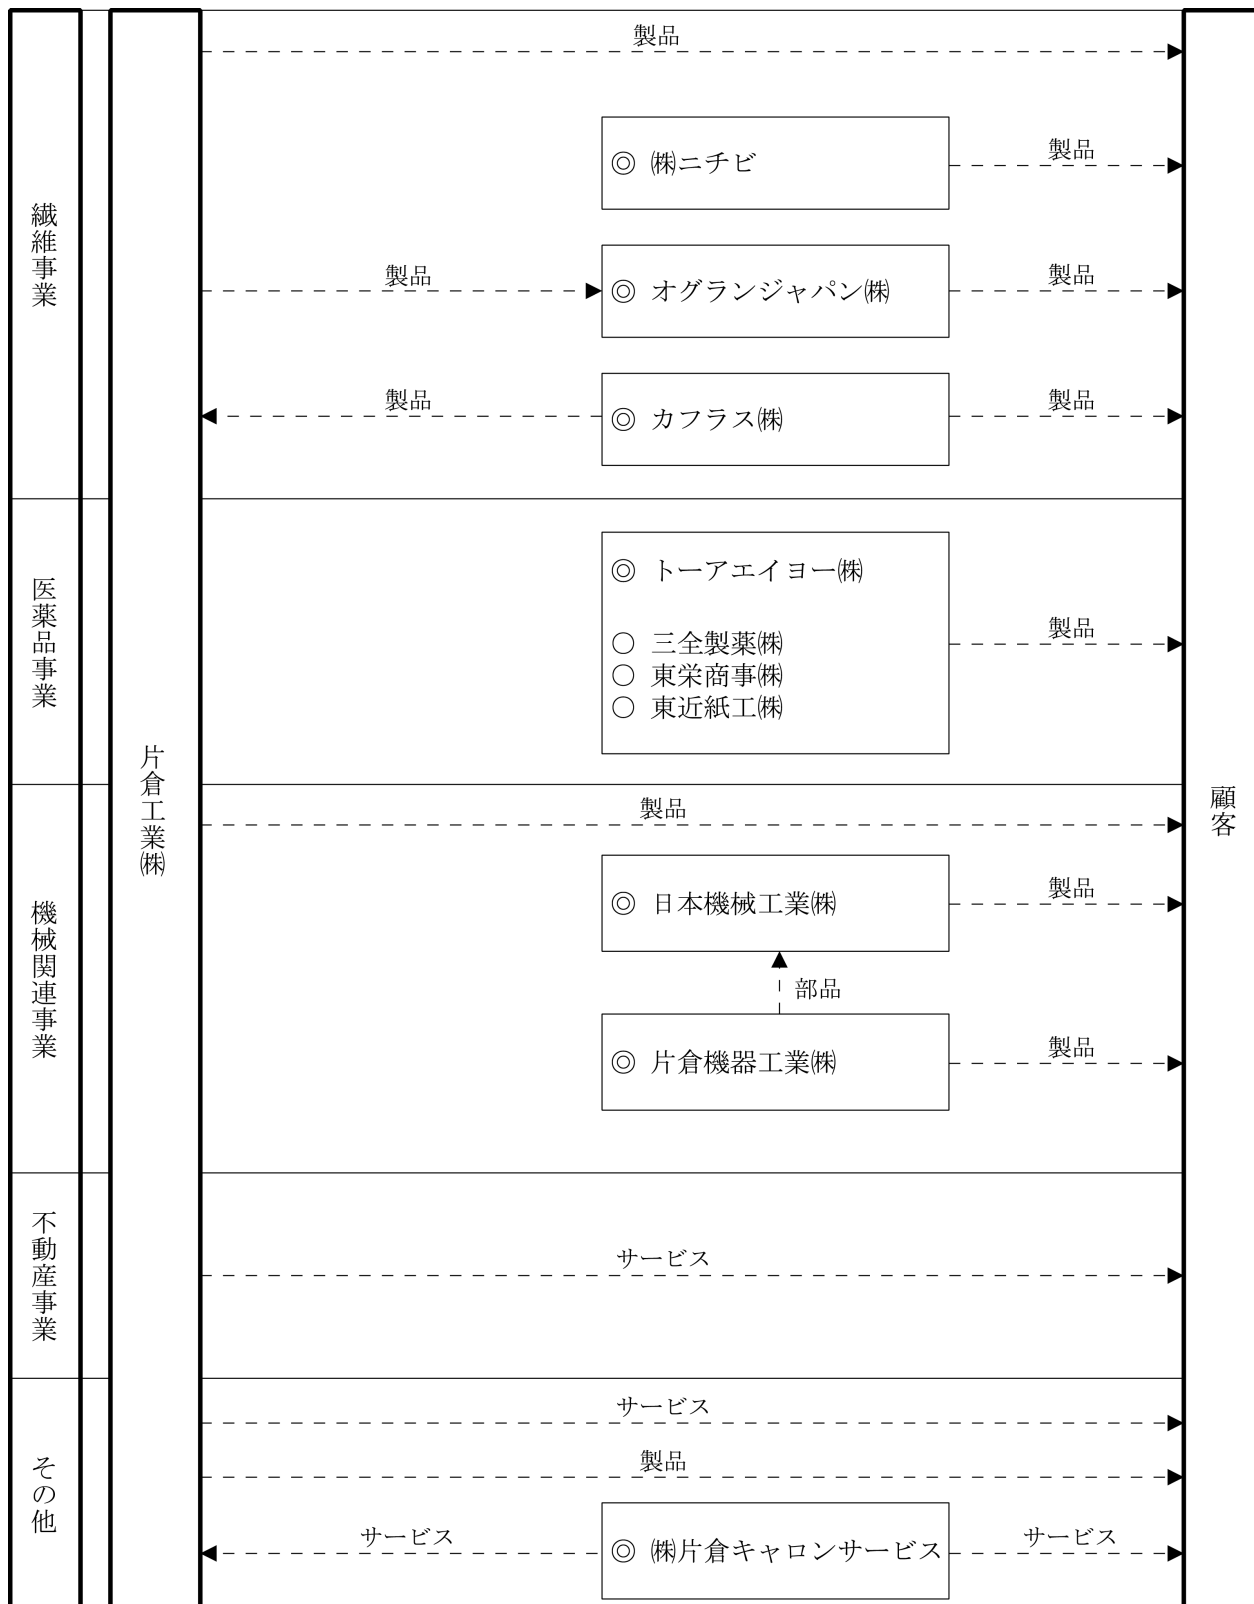 製品
◎ ㈱ニチビ
製品
繊維事業
製品
◎ オグランジャパン㈱
製品
製品
◎ カフラス㈱
製品
医薬品事業
◎ トーアエイヨー㈱
○ 三全製薬㈱
○ 東栄商事㈱
○ 東近紙工㈱
製品
片倉工業㈱
顧客
機械関連事業
製品
◎ 日本機械工業㈱
製品
部品
◎ 片倉機器工業㈱
製品
不動産事業
サービス
その他
サービス
製品
サービス
◎ ㈱片倉キャロンサービス
サービス